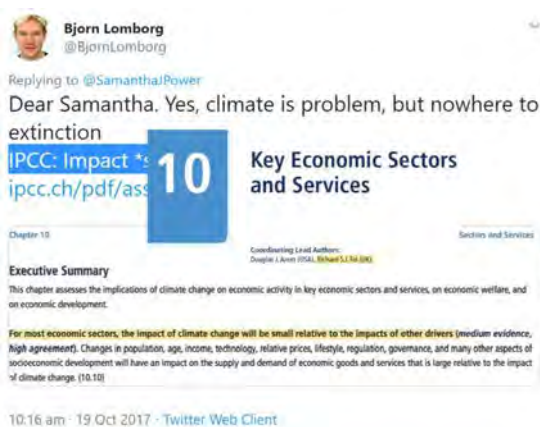 Bjorn Lomborg
@BjornLomborg
Replying to @SamanthaJPower
Dear Samantha. Yes, climate is problem, but nowhere to
extinction
IPCC: Impact
ipcc.ch/pdf/ass
10
Key Economic Sectors
and Services
Chapter 10
Sectors and Services
Coordinating Lead Authors:
Douglas J. Arent (USA), Richard S.J. Tol (UK)
Executive Summary
This chapter assesses the implications of climate change on economic activity in key economic sectors and services, on economic welfare, and
on economic development.
For most economic sectors, the impact of climate change will be small relative to the impacts of other drivers (medium evidence,
high agreement). Changes in population, age, income, technology, relative prices, lifestyle, regulation, governance, and many other aspects of
socioeconomic development will have an impact on the supply and demand of economic goods and services that is large relative to the impact
of climate change. {10.10}
10:16 am · 19 Oct 2017 · Twitter Web Client